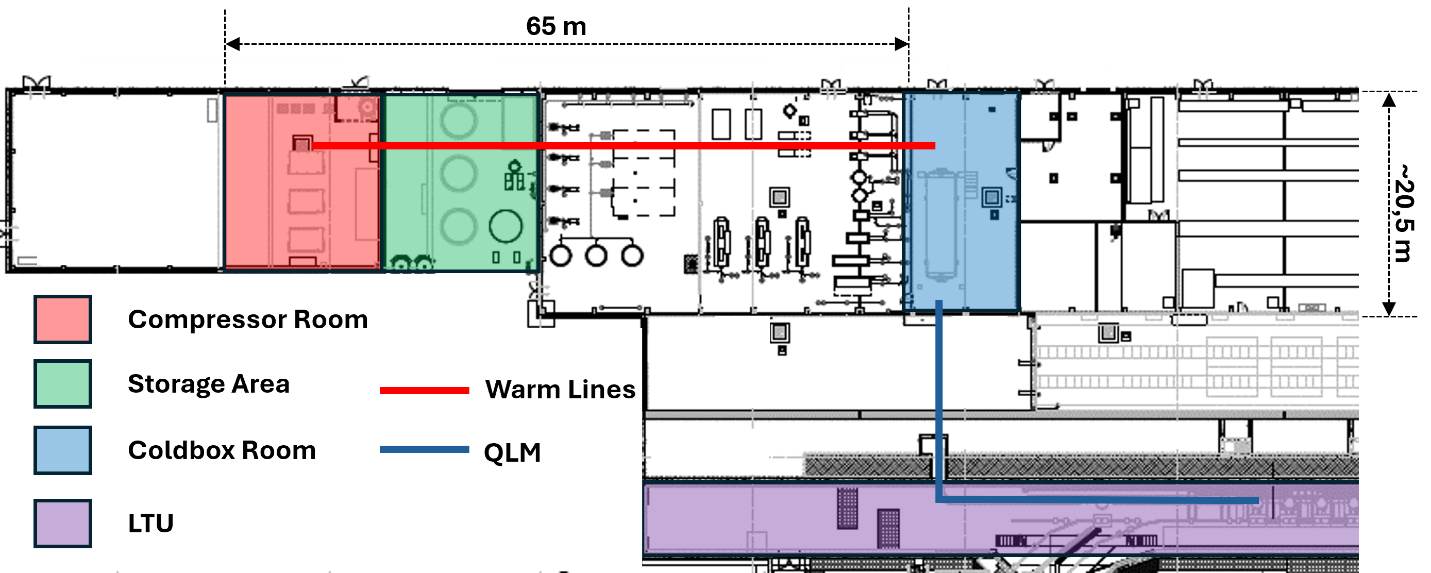 65 m
~20,5 m
Compressor Room
Storage Area
Warm Lines
Coldbox Room
QLM
LTU